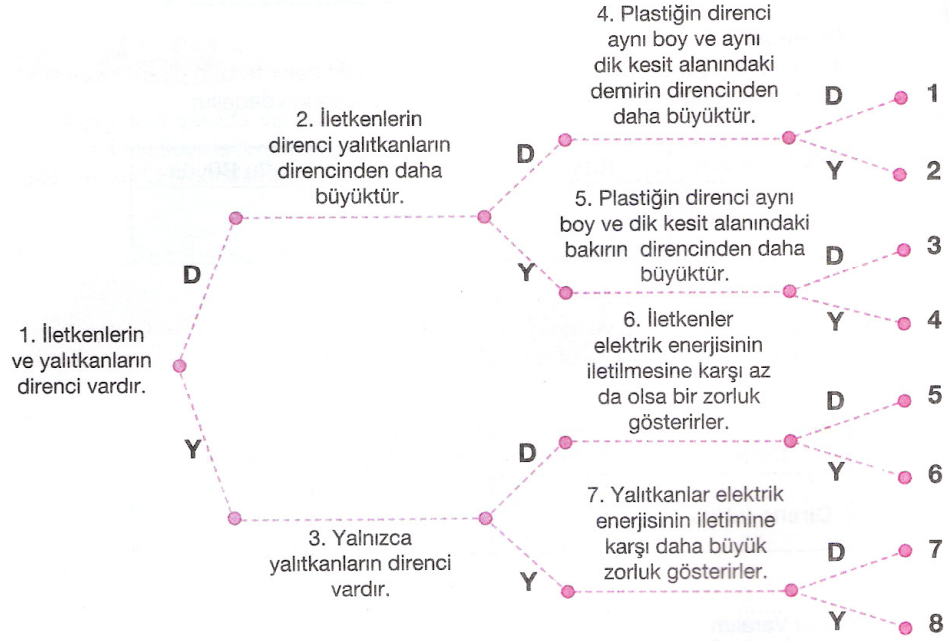 1. İletkenlerin
ve yalıtkanların
direnci vardır.
D
Y
2. İletkenlerin
direnci yalıtkanların
direncinden daha
büyüktür.
D
Y
3. Yalnızca
yalıtkanların direnci
vardır.
D
Y
4. Plastiğin direnci
aynı boy ve aynı
dik kesit alanındaki
demirin direncinden
daha büyüktür.
D
1
Y
2
5. Plastiğin direnci aynı
boy ve dik kesit alanındaki
bakırın direncinden daha
büyüktür.
D
3
Y
4
6. İletkenler
elektrik enerjisinin
iletilmesine karşı az
da olsa bir zorluk
gösterirler.
D
5
Y
6
7. Yalıtkanlar elektrik
enerjisinin iletimine
karşı daha büyük
zorluk gösterirler.
D
7
Y
8